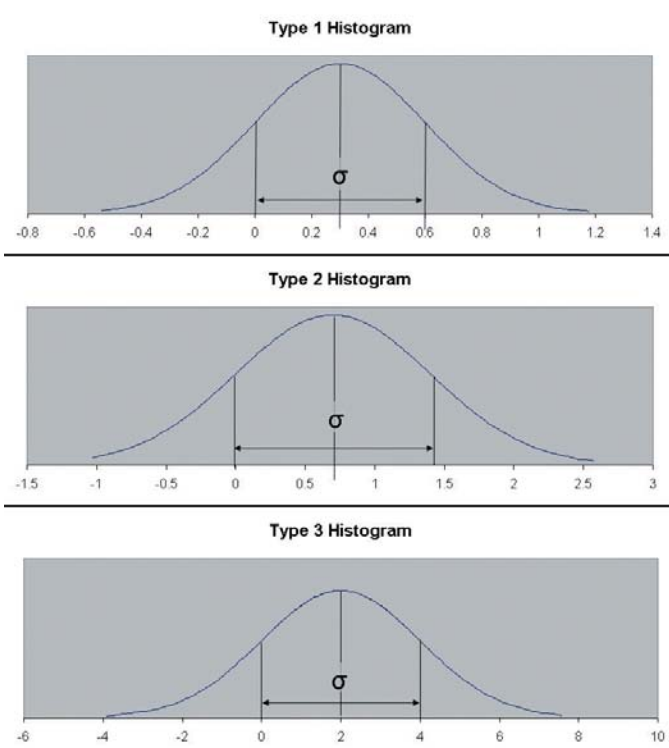 Type 1 Histogram
σ
-0.8 -0.6 -0.4 -0.2 0 0.2 0.4 0.6 0.8 1 1.2 1.4
Type 2 Histogram
σ
-1.5 -1 -0.5 0 0.5 1 1.5 2 2.5 3
Type 3 Histogram
σ
-6 -4 -2 0 2 4 6 8 10